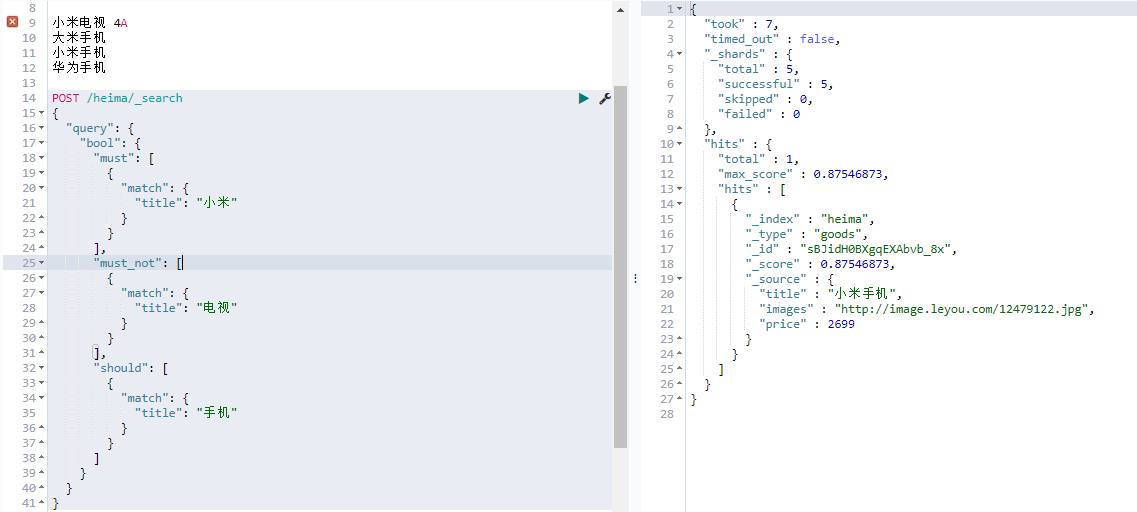 8
9 小米电视 4A
10 大米手机
11 小米手机
12 华为手机
13
14 POST /heima/_search
15 {
16 "query": {
17 "bool": {
18 "must": [
19 {
20 "match": {
21 "title": "小米"
22 }
23 }
24 ],
25 "must_not": [
26 {
27 "match": {
28 "title": "电视"
29 }
30 }
31 ],
32 "should": [
33 {
34 "match": {
35 "title": "手机"
36 }
37 }
38 ]
39 }
40 }
41 }
1 {
2 "took" : 7,
3 "timed_out" : false,
4 "_shards" : {
5 "total" : 5,
6 "successful" : 5,
7 "skipped" : 0,
8 "failed" : 0
9 },
10 "hits" : {
11 "total" : 1,
12 "max_score" : 0.87546873,
13 "hits" : [
14 {
15 "_index" : "heima",
16 "_type" : "goods",
17 "_id" : "sBJidH0BXgqEXAbvb_8x",
18 "_score" : 0.87546873,
19 "_source" : {
20 "title" : "小米手机",
21 "images" : "http://image.leyou.com/12479122.jpg",
22 "price" : 2699
23 }
24 }
25 ]
26 }
27 }
28